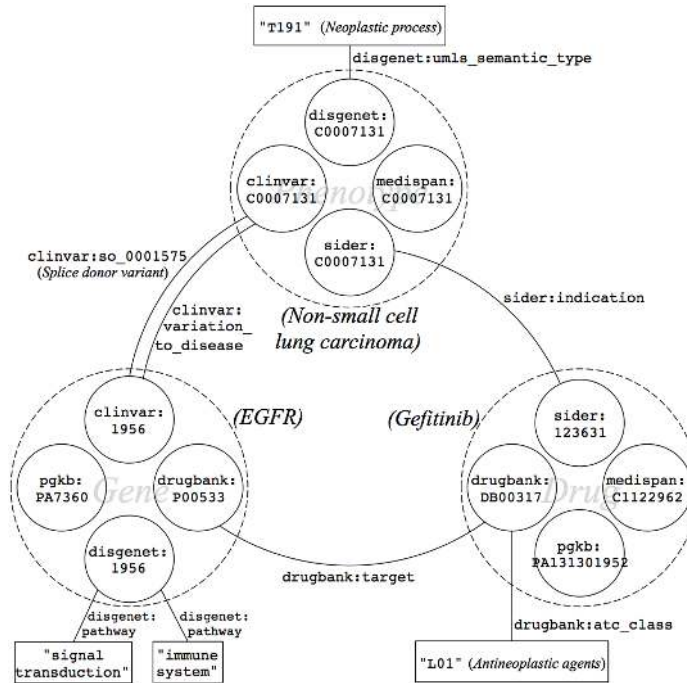 "T191" (Neoplastic process)
disgenet:umls_semantic_type
disgenet:
C0007131
clinvar:
C0007131
Phenotype
medispan:
C0007131
sider:
C0007131
clinvar:so_0001575
(Splice donor variant)
clinvar:
variation_
to_disease
sider:indication
(Non-small cell
lung carcinoma)
(EGFR)
(Gefitinib)
clinvar:
1956
pgkb:
PA7360
Gene
drugbank:
P00533
disgenet:
1956
sider:
123631
drugbank:
DB00317
Drug
medispan:
C1122962
pgkb:
PA131301952
drugbank:target
disgenet:
pathway
disgenet:
pathway
drugbank:atc_class
"signal
transduction"
"immune
system"
"L01" (Antineoplastic agents)